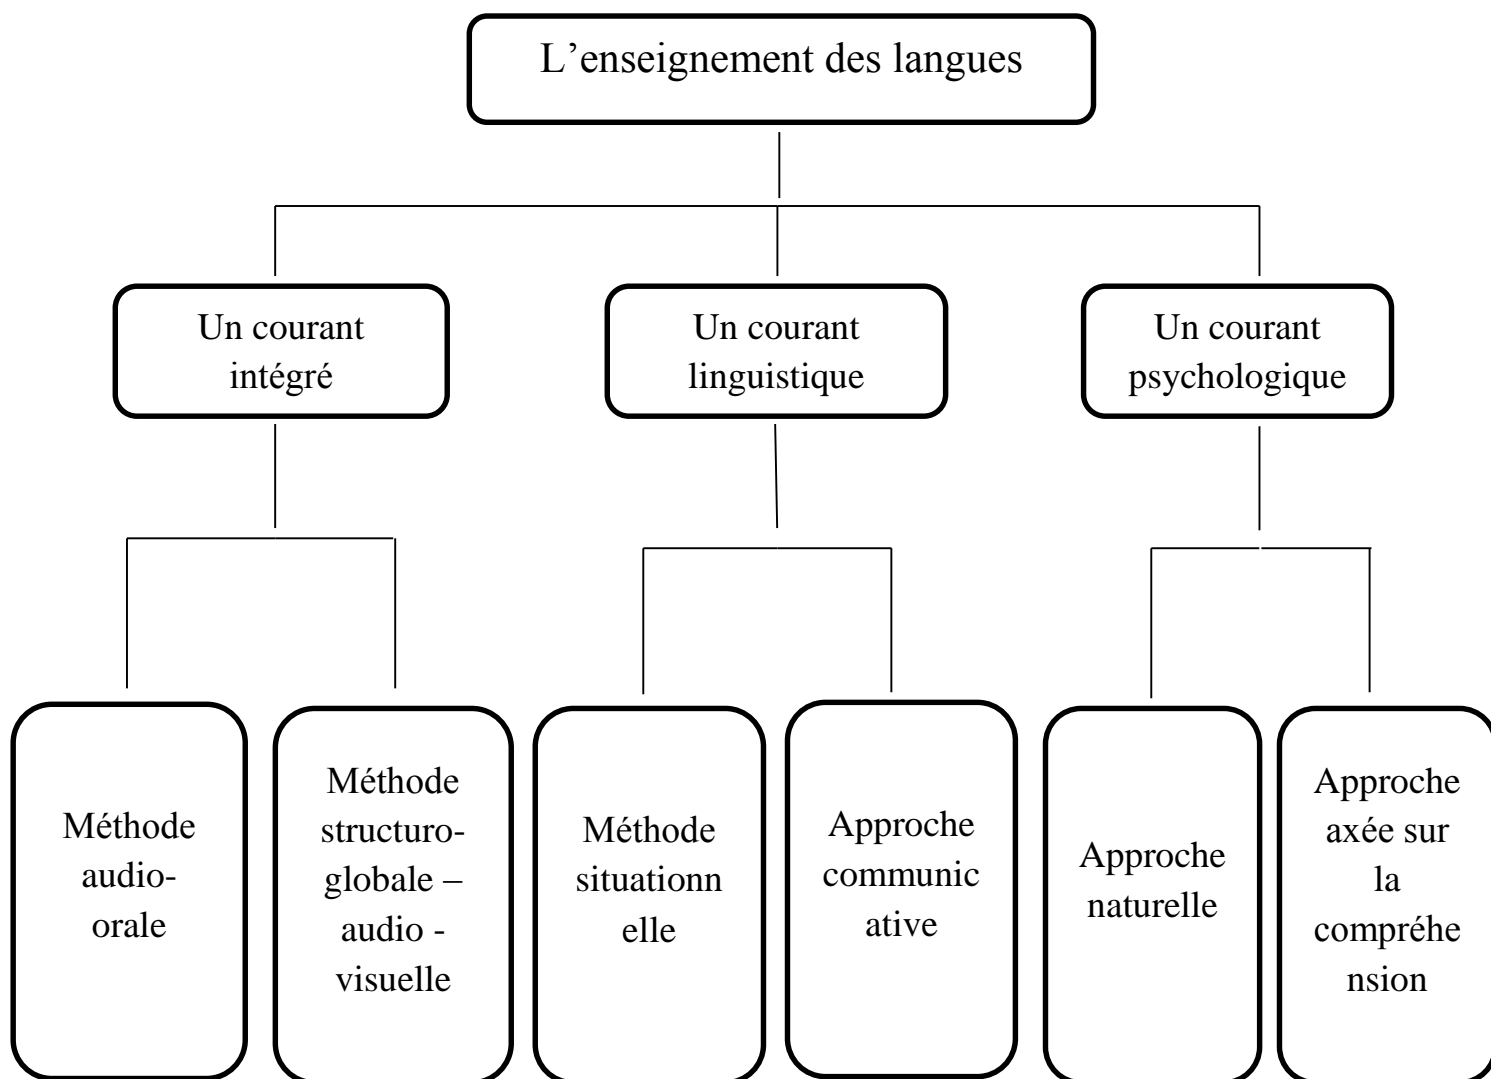 L’enseignement des langues
Un courant
intégré
Un courant
linguistique
Un courant
psychologique
Méthode
audio-
orale
Méthode
structuro-
globale –
audio -
visuelle
Méthode
situationn
elle
Approche
communic
ative
Approche
naturelle
Approche
axée sur
la
compréhe
nsion